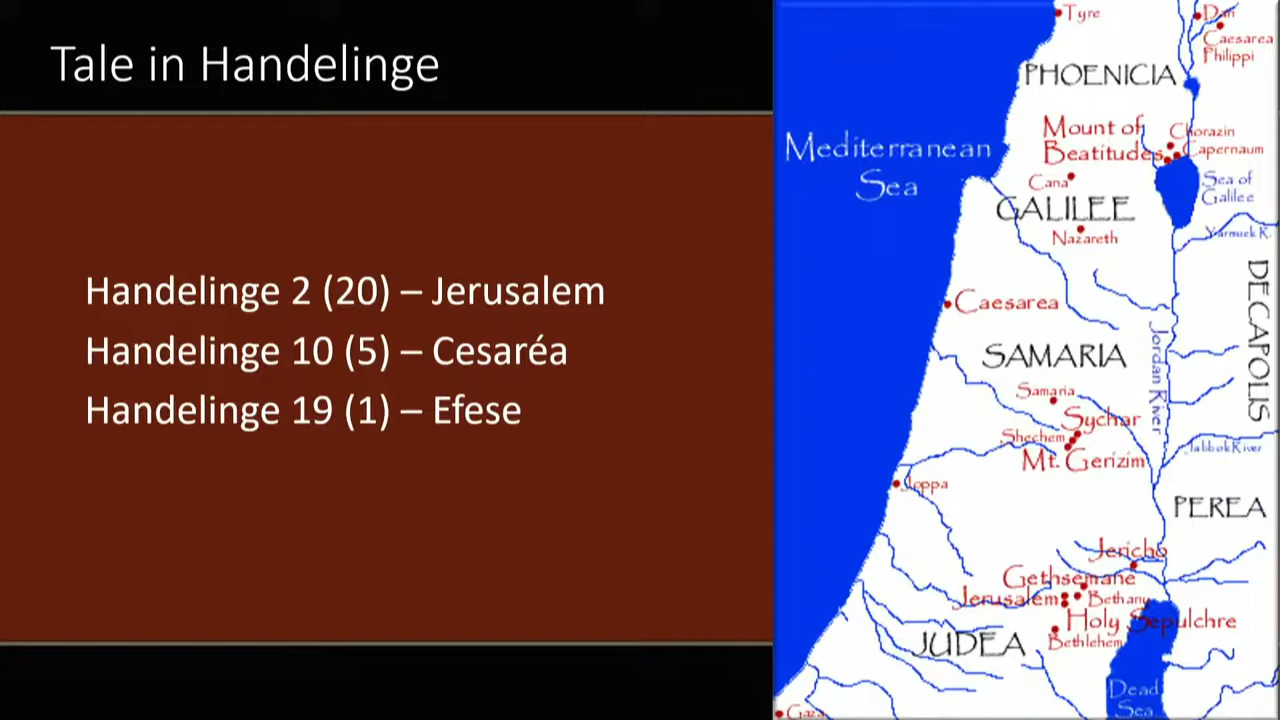 Tale in Handelinge
Handelinge 2 (20) – Jerusalem
Handelinge 10 (5) – Cesaréa
Handelinge 19 (1) – Efese
Tyre
Dan
Caesarea
Philippi
PHOENICIA
Mount of
Beatitudes
Chorazin
Capernaum
Mediterranean
Sea
Cana
Sea of
Galilee
GALILEE
Nazareth
Yarmuk R.
DECAPOLIS
Caesarea
Jordan River
SAMARIA
Samaria
Sychar
Shechem
Mt. Gerizim
Jabbok River
Joppa
PEREA
Jericho
Gethsemane
Jerusalem
Bethany
Holy Sepulchre
JUDEA
Bethlehem
Dead
Sea
Gaza